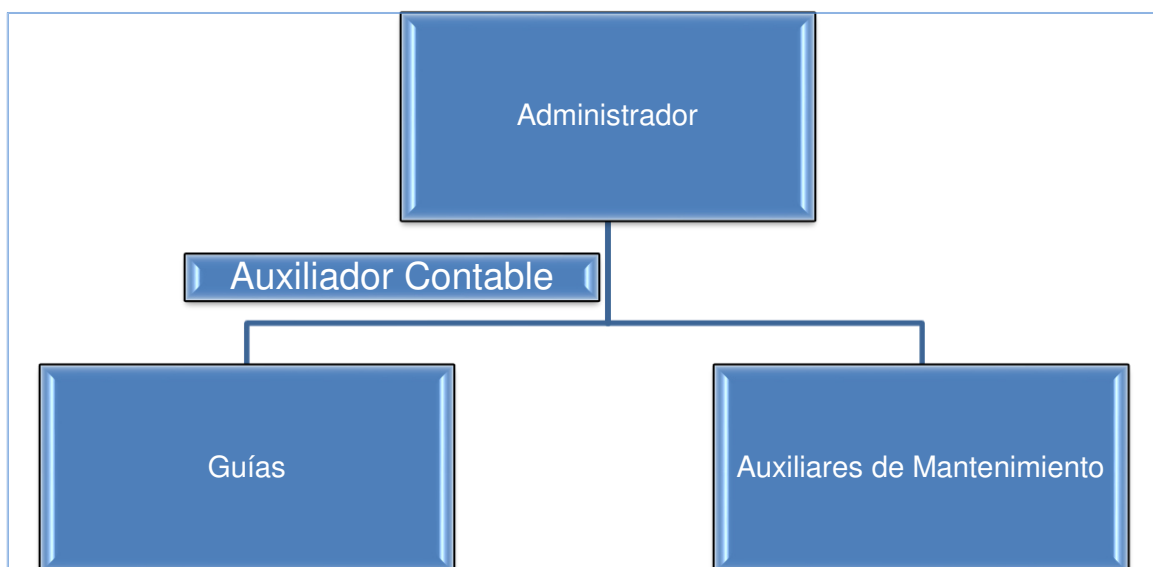 Administrador
Auxiliador Contable
Guías
Auxiliares de Mantenimiento